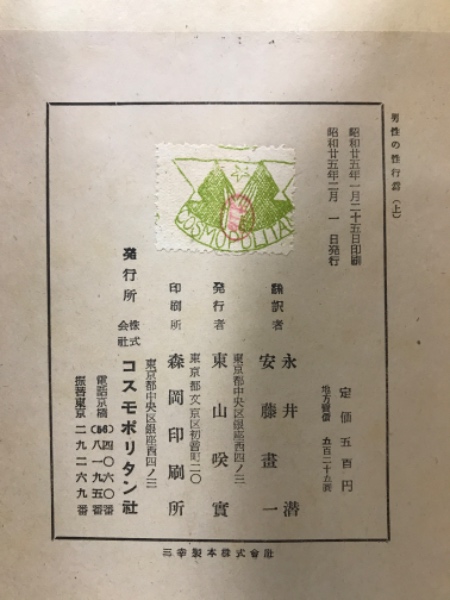 男性の性行為(上)
昭和廿五年一月二十五日印刷
昭和廿五年二月 一 日発行
定価 五百円
地方売価 五百二十五円
翻訳者
永井 潜
安藤畫一
東京都中央区銀座西四ノ三
発行者
東山咲實
東京都文京区初音町二〇
印刷所
森岡印刷所
東京都中央区銀座西四ノ三
発行所
株式会社
コスモポリタン社
電話京橋(56)四〇六〇番
八一九五番
振替東京 二九二六九番
COSMOPOLITAN
三幸製本株式會社